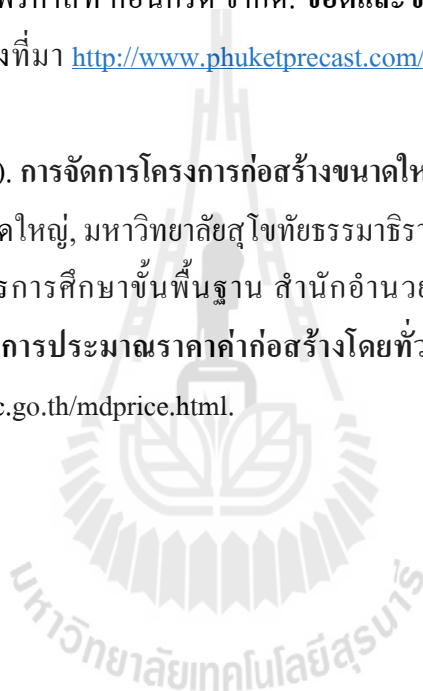 คอนกรีต จำกัด. ข้อดีและข้
งที่มา http://www.phuketprecast.com/
). การจัดการโครงการก่อสร้างขนาดให
ดใหญ่, มหาวิทยาลัยสุโขทัยธรรมาธิรา
รการศึกษาขั้นพื้นฐาน สำนักอำนวย
การประมาณราคาค่าก่อสร้างโดยทั่ว
c.go.th/mdprice.html.
มหาวิทยาลัยเทคโนโลยีสุรนารี